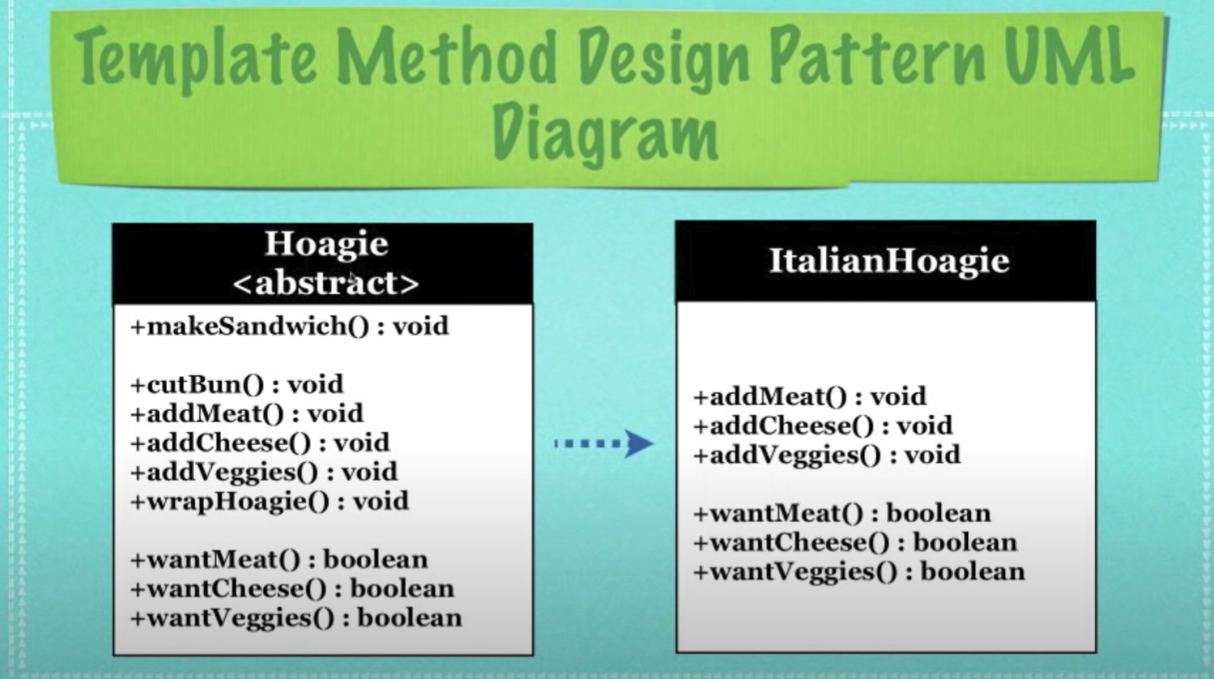 Template Method Design Pattern UML
Diagram
Hoagie
<abstract>
+makeSandwich() : void
+cutBun() : void
+addMeat() : void
+addCheese() : void
+addVeggies() : void
+wrapHoagie() : void
+wantMeat() : boolean
+wantCheese() : boolean
+wantVeggies() : boolean
ItalianHoagie
+addMeat() : void
+addCheese() : void
+addVeggies() : void
+wantMeat() : boolean
+wantCheese() : boolean
+wantVeggies() : boolean